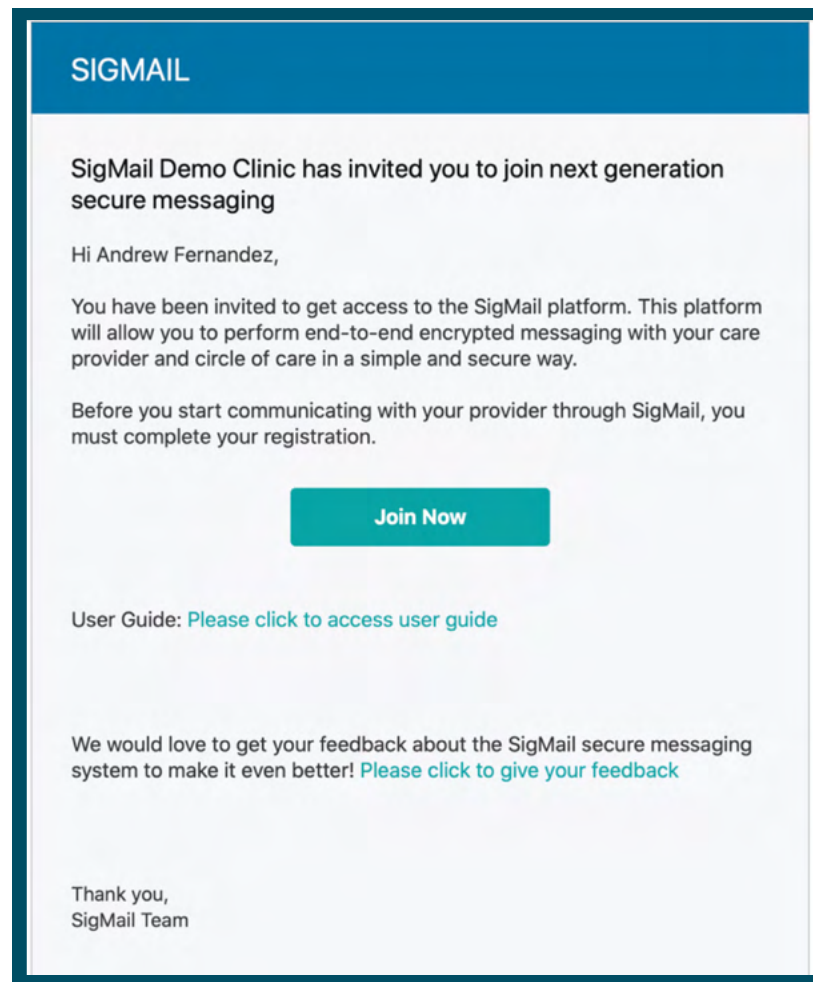 SIGMAIL
SigMail Demo Clinic has invited you to join next generation
secure messaging
Hi Andrew Fernandez,
You have been invited to get access to the SigMail platform. This platform
will allow you to perform end-to-end encrypted messaging with your care
provider and circle of care in a simple and secure way.
Before you start communicating with your provider through SigMail, you
must complete your registration.
Join Now
User Guide: Please click to access user guide
We would love to get your feedback about the SigMail secure messaging
system to make it even better! Please click to give your feedback
Thank you,
SigMail Team